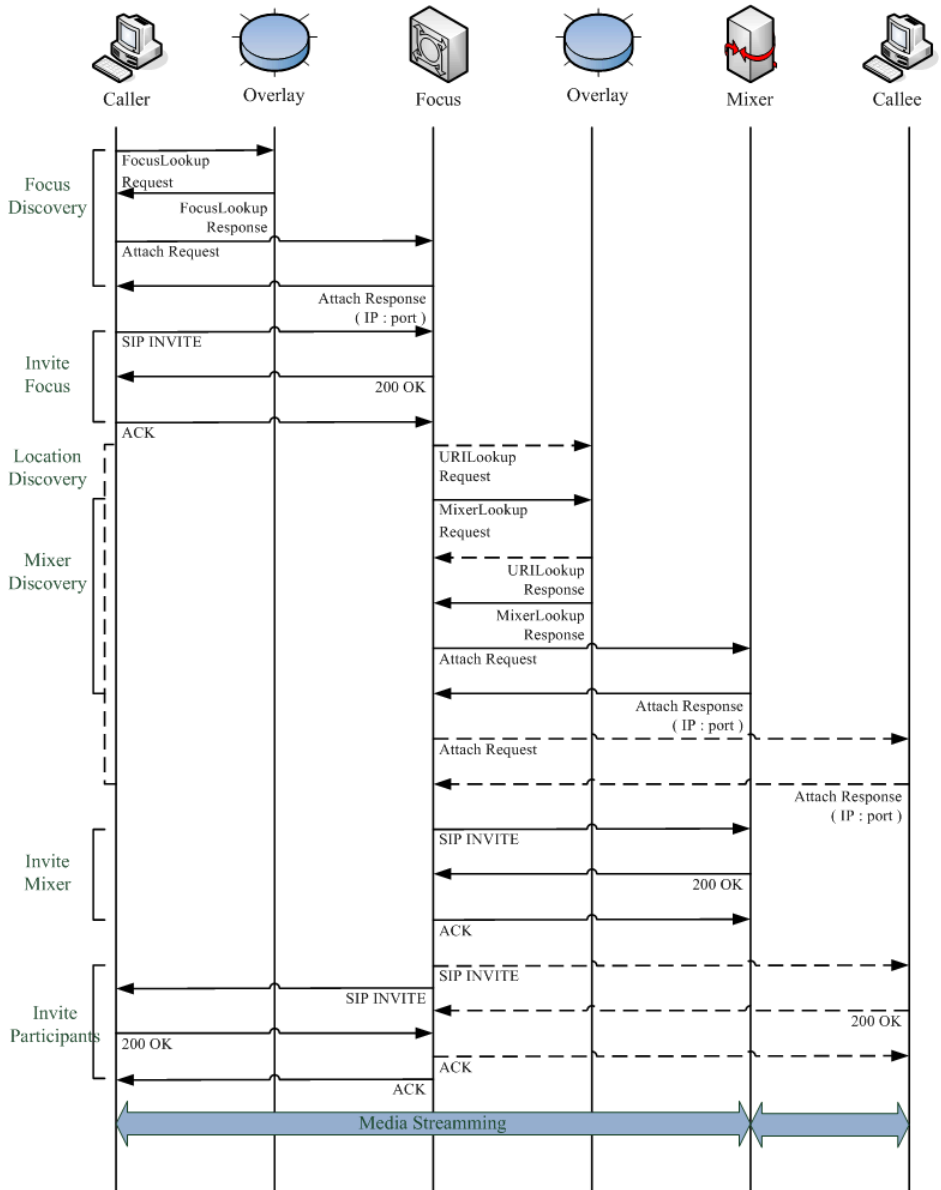 Caller
Overlay
Focus
Overlay
Mixer
Callee
Focus
Discovery
FocusLookup
Request
FocusLookup
Response
Attach Request
Attach Response
( IP : port )
Invite
Focus
SIP INVITE
200 OK
ACK
Location
Discovery
URILookup
Request
Mixer
Discovery
MixerLookup
Request
URILookup
Response
MixerLookup
Response
Attach Request
Attach Response
( IP : port )
Attach Request
Attach Response
( IP : port )
Invite
Mixer
SIP INVITE
200 OK
ACK
Invite
Participants
SIP INVITE
SIP INVITE
200 OK
200 OK
ACK
ACK
Media Streamming